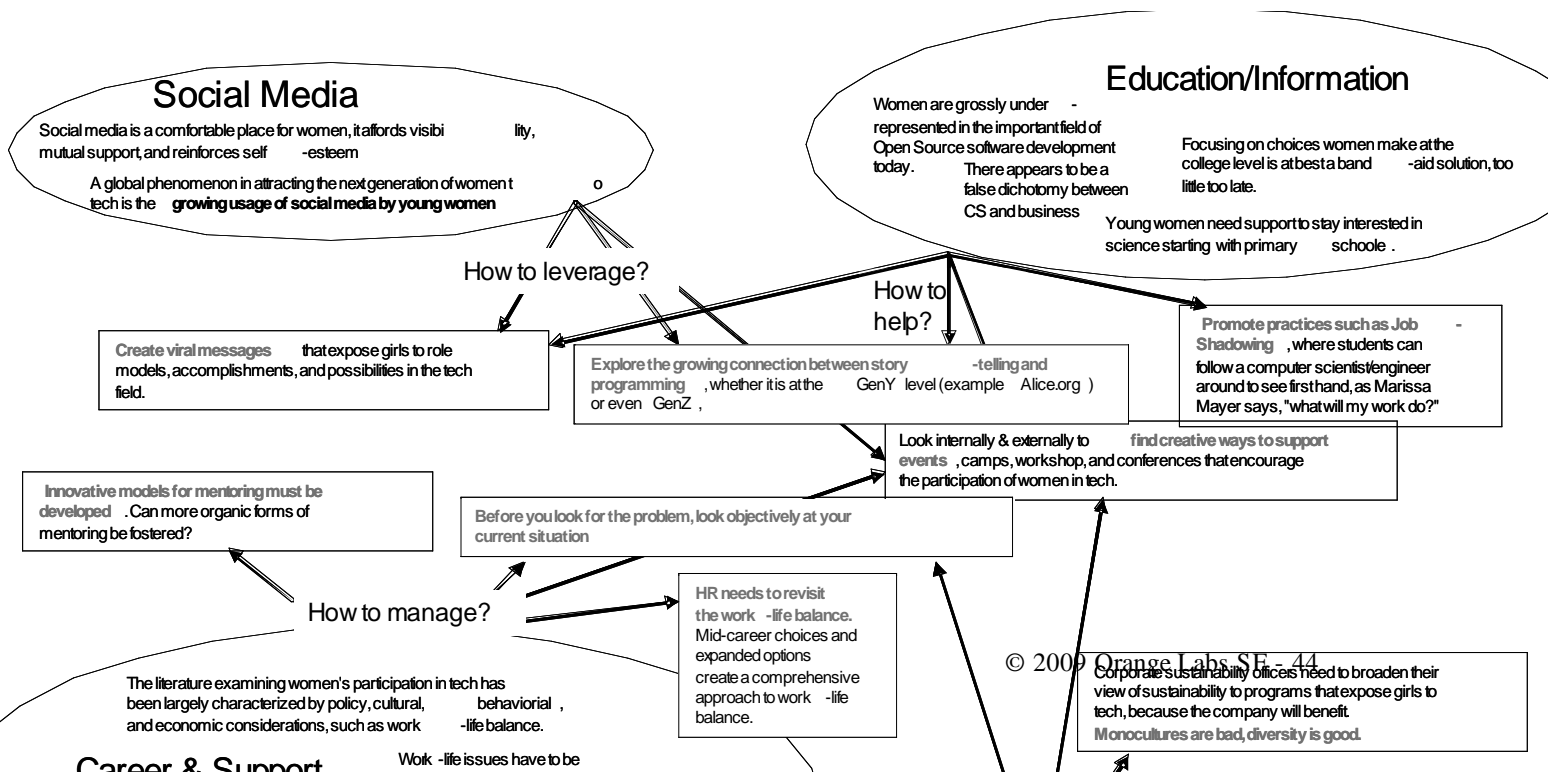 Social Media
Social media is a comfortable place for women, it affords visibility,
mutual support, and reinforces self-esteem
A global phenomenon in attracting the next generation of women to
tech is the growing usage of social media by young women
Education/Information
Women are grossly under-
represented in the important field of
Open Source software development
today.
There appears to be a
false dichotomy between
CS and business
Focusing on choices women make at the
college level is at best a band-aid solution, too
little too late.
Young women need support to stay interested in
science starting with primary schoole.
How to leverage?
How to
help?
Create viral messages that expose girls to role
models, accomplishments, and possibilities in the tech
field.
Explore the growing connection between story-telling and
programming, whether it is at the GenY level (example Alice.org)
or even GenZ,
Promote practices such as Job-
Shadowing, where students can
follow a computer scientist/engineer
around to see first hand, as Marissa
Mayer says, "what will my work do?"
Look internally & externally to find creative ways to support
events, camps, workshop, and conferences that encourage
the participation of women in tech.
Innovative models for mentoring must be
developed. Can more organic forms of
mentoring be fostered?
Before you look for the problem, look objectively at your
current situation
How to manage?
HR needs to revisit
the work-life balance.
Mid-career choices and
expanded options
create a comprehensive
approach to work-life
balance.
© 2009 Orange Labs SF - 44
Corporate sustainability officers need to broaden their
view of sustainability to programs that expose girls to
tech, because the company will benefit.
Monocultures are bad, diversity is good.
The literature examining women's participation in tech has
been largely characterized by policy, cultural, behaviorial,
and economic considerations, such as work-life balance.
Career & Support
Work-life issues have to be